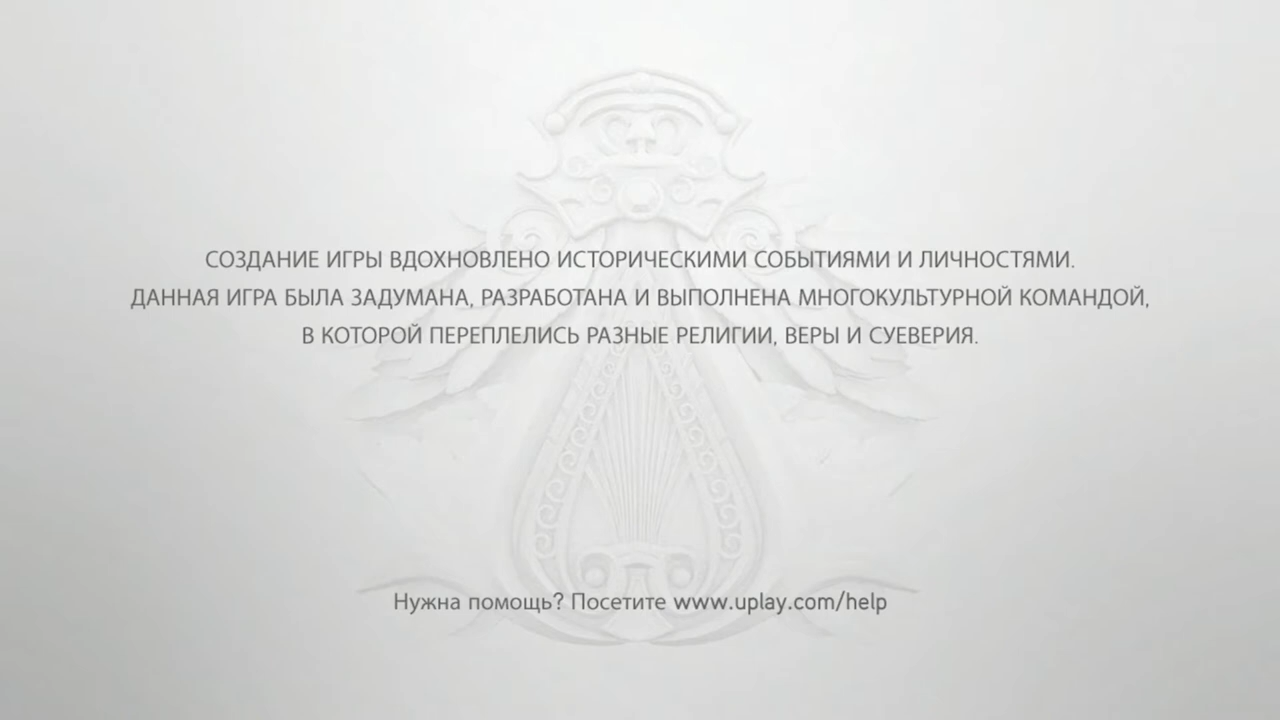 СОЗДАНИЕ ИГРЫ ВДОХНОВЛЕНО ИСТОРИЧЕСКИМИ СОБЫТИЯМИ И ЛИЧНОСТЯМИ.
ДАННАЯ ИГРА БЫЛА ЗАДУМАНА, РАЗРАБОТАНА И ВЫПОЛНЕНА МНОГОКУЛЬТУРНОЙ КОМАНДОЙ,
В КОТОРОЙ ПЕРЕПЛЕЛИСЬ РАЗНЫЕ РЕЛИГИИ, ВЕРЫ И СУЕВЕРИЯ.
Нужна помощь? Посетите www.uplay.com/help